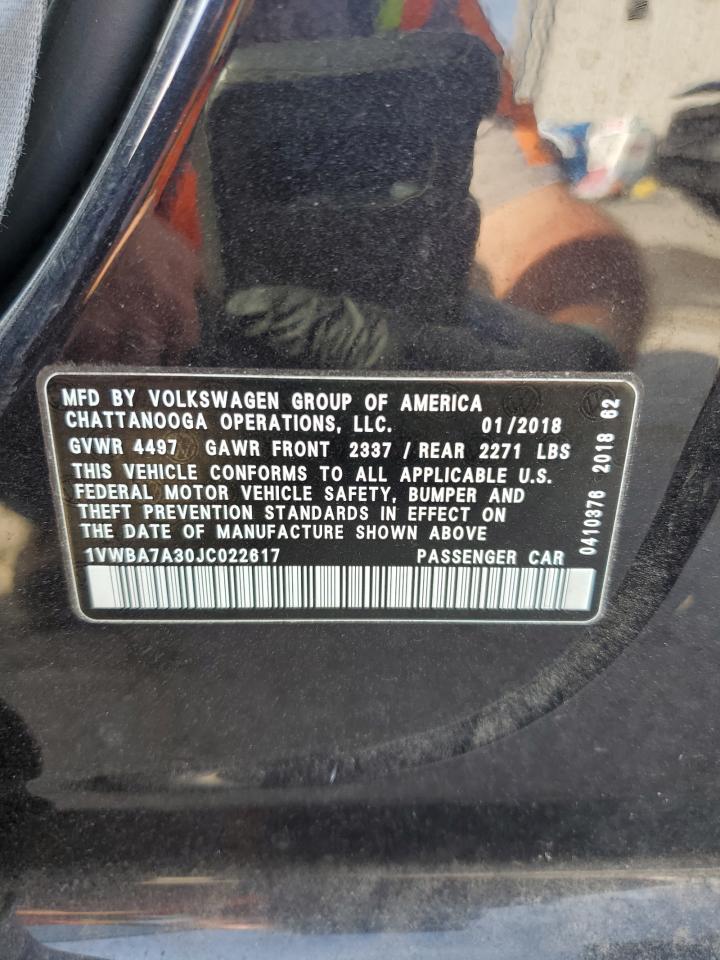 MFD BY VOLKSWAGEN GROUP OF AMERICA
CHATTANOOGA OPERATIONS, LLC. 01/2018
GVWR 4497 GAWR FRONT 2337 / REAR 2271 LBS
THIS VEHICLE CONFORMS TO ALL APPLICABLE U.S.
FEDERAL MOTOR VEHICLE SAFETY, BUMPER AND
THEFT PREVENTION STANDARDS IN EFFECT ON
THE DATE OF MANUFACTURE SHOWN ABOVE
1VWBA7A30JC022617 PASSENGER CAR
0410376 2018 62